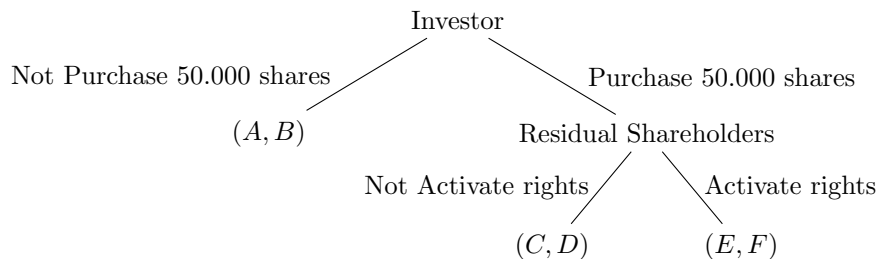 Investor
Not Purchase 50.000 shares
Purchase 50.000 shares
(A, B)
Residual Shareholders
Not Activate rights
Activate rights
(C, D)
(E, F)